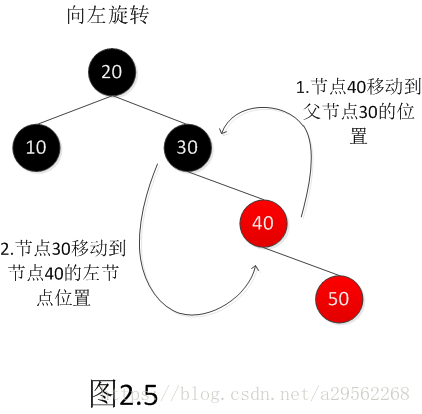 向左旋转
20
1.节点40移动到
父节点30的位
置
10
30
40
2.节点30移动到
节点40的左节
点位置
50
图2.5
https://blog.csdn.net/a29562268